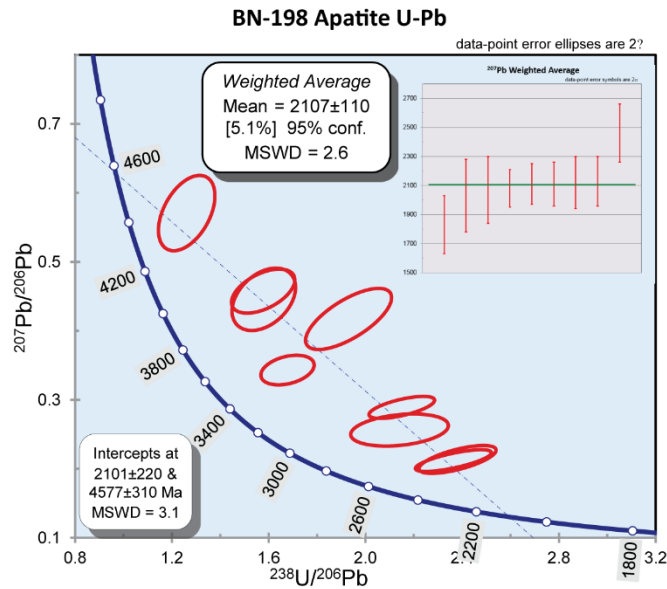 BN-198 Apatite U-Pb
data-point error ellipses are 2?
Weighted Average
Mean = 2107±110
[5.1%] 95% conf.
MSWD = 2.6
²⁰⁷Pb Weighted Average
data-point error symbols are 2σ
2700
2500
2300
2100
1900
1700
1500
0.7
0.5
0.3
0.1
²⁰⁷Pb/²⁰⁶Pb
4600
4200
3800
3400
3000
2600
2200
1800
Intercepts at
2101±220 &
4577±310 Ma
MSWD = 3.1
0.8 1.2 1.6 2.0 2.4 2.8 3.2
²³⁸U/²⁰⁶Pb